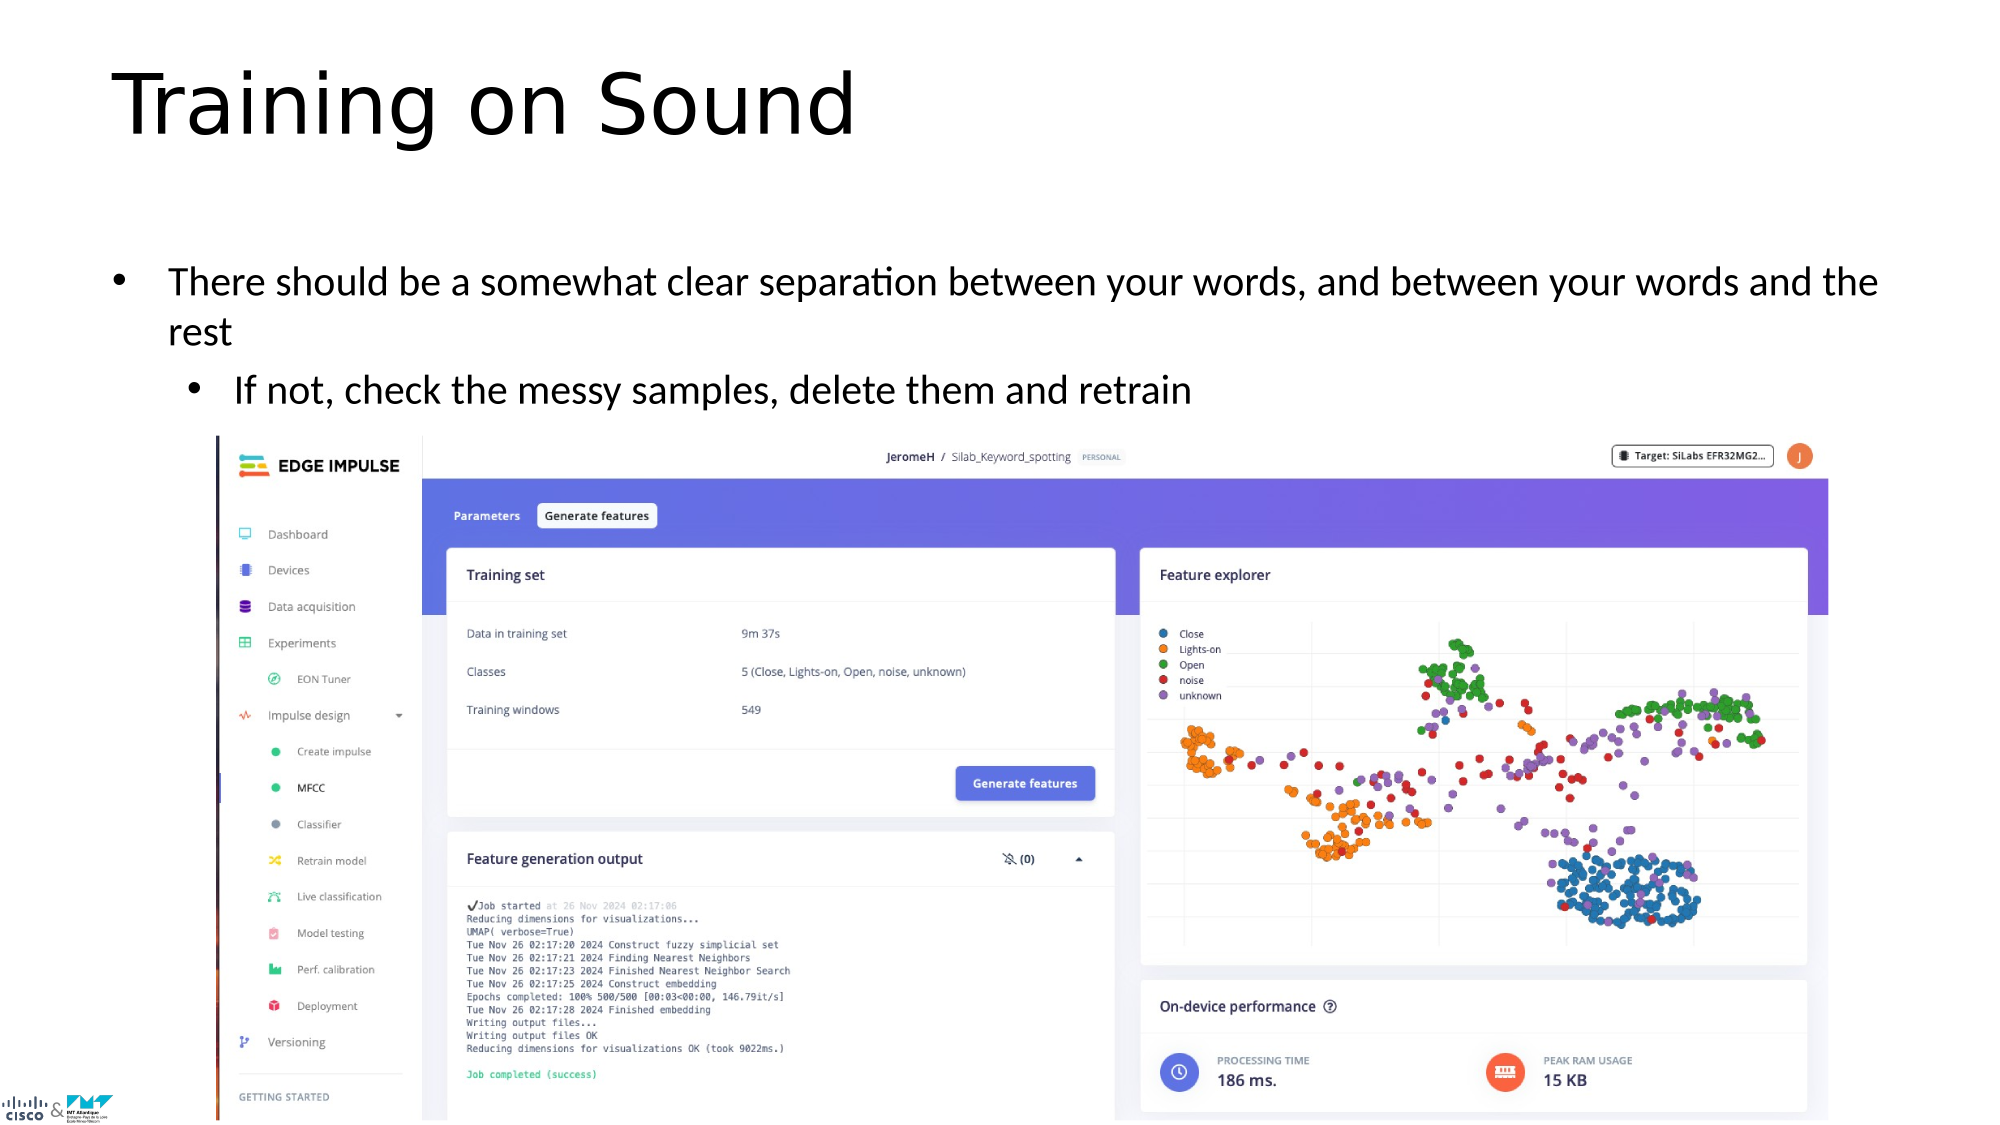 Training on Sound
• There should be a somewhat clear separation between your words, and between your words and the
rest
• If not, check the messy samples, delete them and retrain
EDGE IMPULSE
JeromeH / Silab_Keyword_spotting PERSONAL
Target: SiLabs EFR32MG2...
J
Parameters
Generate features
Dashboard
Devices
Data acquisition
Experiments
EON Tuner
Impulse design
Create impulse
MFCC
Classifier
Retrain model
Live classification
Model testing
Perf. calibration
Deployment
Versioning
GETTING STARTED
Training set
Data in training set 9m 37s
Classes 5 (Close, Lights-on, Open, noise, unknown)
Training windows 549
Generate features
Feature generation output (0)
✔Job started at 26 Nov 2024 02:17:06
Reducing dimensions for visualizations...
UMAP( verbose=True)
Tue Nov 26 02:17:20 2024 Construct fuzzy simplicial set
Tue Nov 26 02:17:21 2024 Finding Nearest Neighbors
Tue Nov 26 02:17:23 2024 Finished Nearest Neighbor Search
Tue Nov 26 02:17:25 2024 Construct embedding
Epochs completed: 100% 500/500 [00:03<00:00, 146.79it/s]
Tue Nov 26 02:17:28 2024 Finished embedding
Writing output files...
Writing output files OK
Reducing dimensions for visualizations OK (took 9022ms.)
Job completed (success)
Feature explorer
Close
Lights-on
Open
noise
unknown
On-device performance ?
PROCESSING TIME
186 ms.
PEAK RAM USAGE
15 KB
cisco & IMT Atlantique